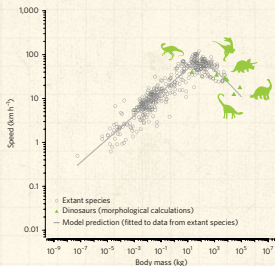 1,000
100
10
1
0.1
0.01
Speed (km h⁻¹)
Extant species
Dinosaurs (morphological calculations)
Model prediction (fitted to data from extant species)
10⁻⁹ 10⁻⁷ 10⁻⁵ 10⁻³ 10⁻¹ 10¹ 10³ 10⁵ 10⁷
Body mass (kg)